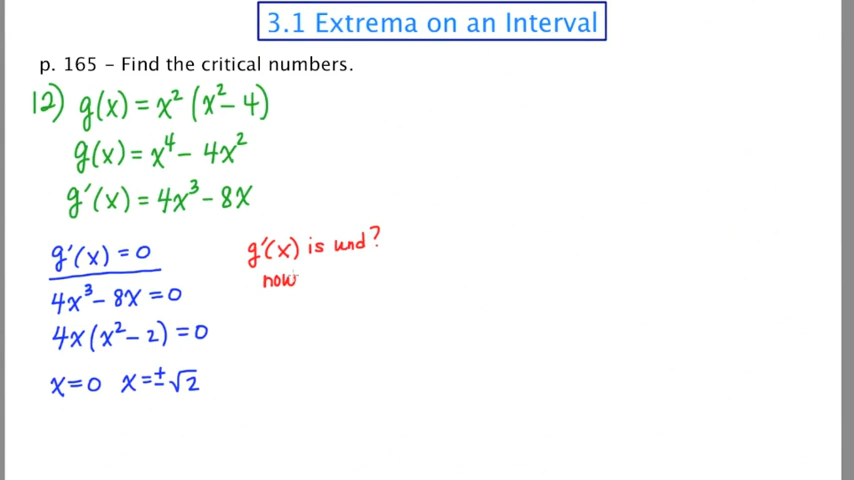 3.1 Extrema on an Interval
p. 165 – Find the critical numbers.
12) g(x) = x² (x² - 4)
g(x) = x⁴ - 4x²
g′(x) = 4x³ - 8x
g′(x) = 0
g′(x) is und?
now
4x³ - 8x = 0
4x(x² - 2) = 0
x = 0 x = ±√2